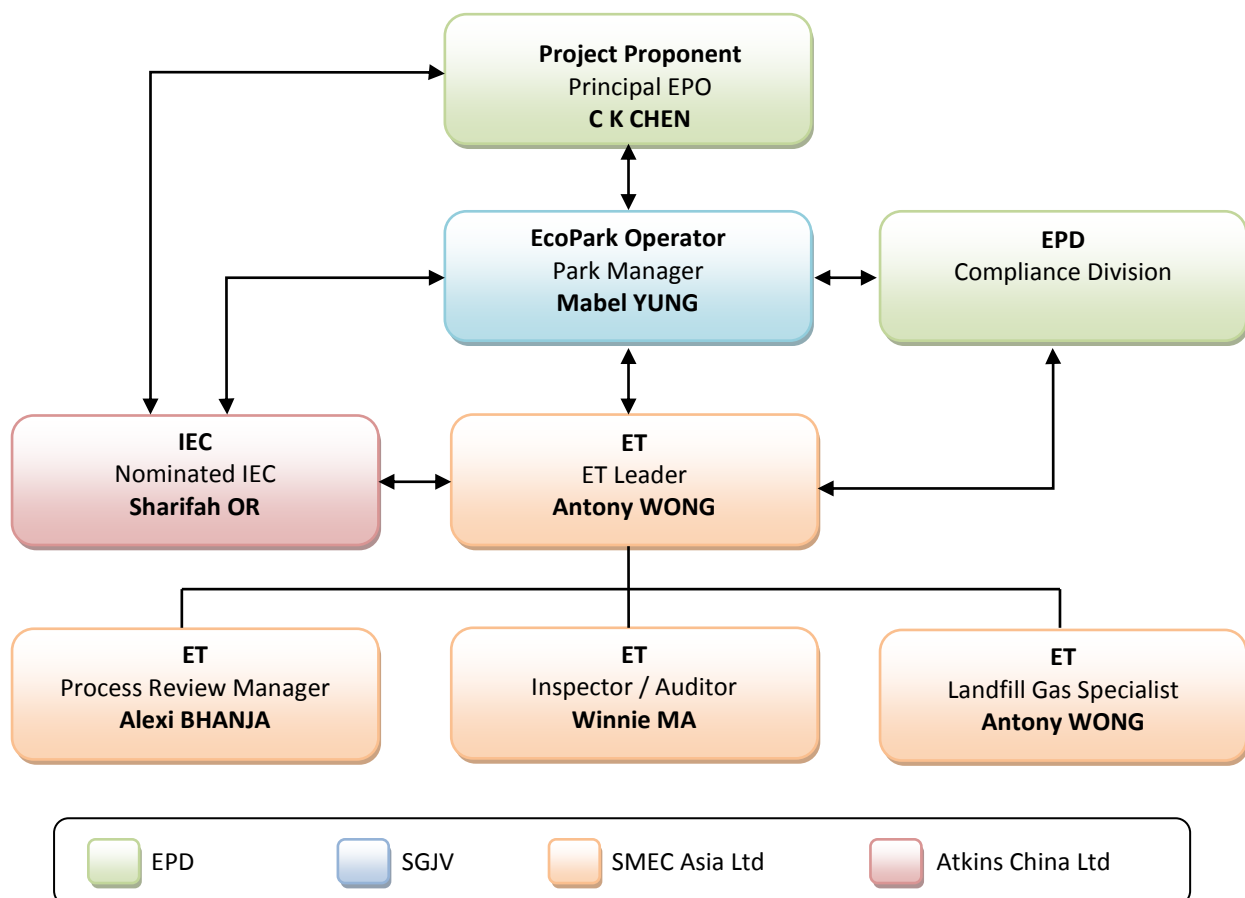 Project Proponent
Principal EPO
C K CHEN
EcoPark Operator
Park Manager
Mabel YUNG
EPD
Compliance Division
IEC
Nominated IEC
Sharifah OR
ET
ET Leader
Antony WONG
ET
Process Review Manager
Alexi BHANJA
ET
Inspector / Auditor
Winnie MA
ET
Landfill Gas Specialist
Antony WONG
EPD
SGJV
SMEC Asia Ltd
Atkins China Ltd